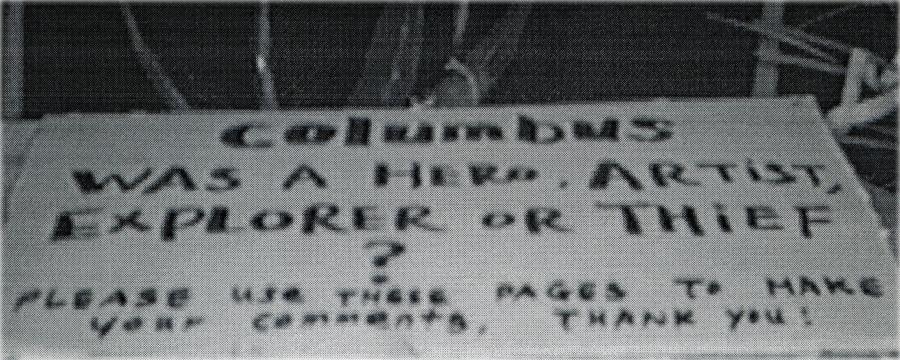 Columbus
WAS A HERO, ARTiST,
EXPLORER oR THiEF
?
PLEASE use THese PAGES To MAKE
your comments, THANK you!